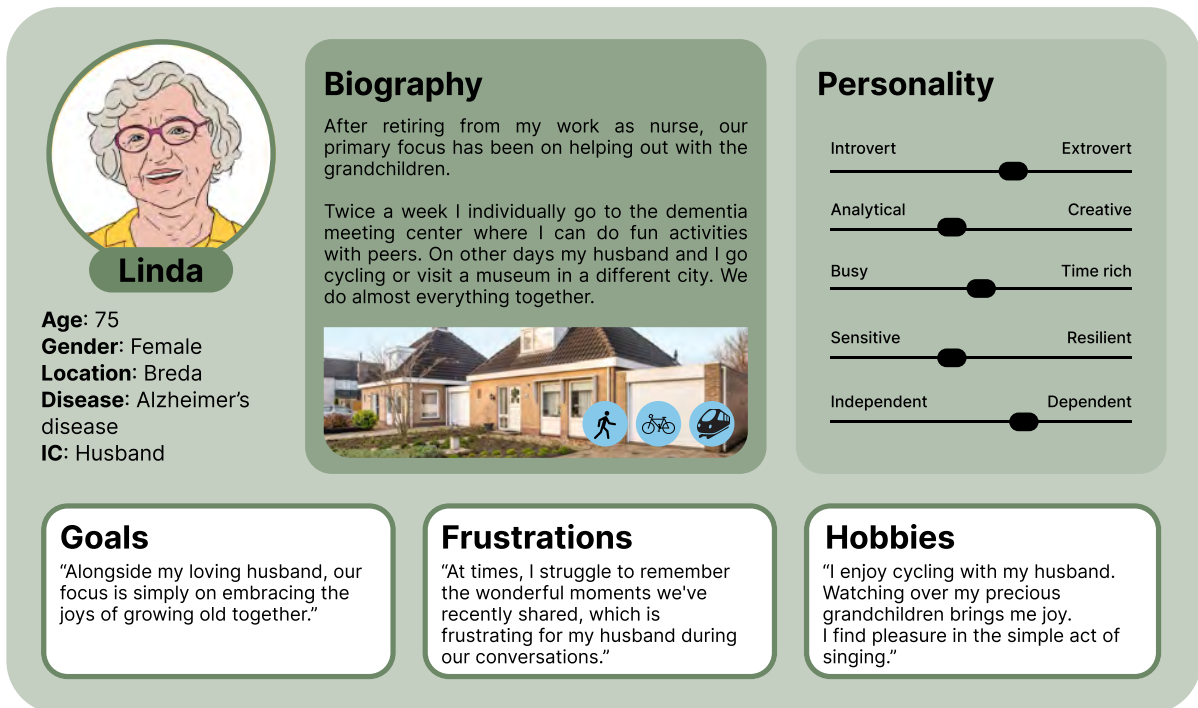 Linda
Age: 75
Gender: Female
Location: Breda
Disease: Alzheimer’s
disease
IC: Husband
Biography
After retiring from my work as nurse, our
primary focus has been on helping out with the
grandchildren.
Twice a week I individually go to the dementia
meeting center where I can do fun activities
with peers. On other days my husband and I go
cycling or visit a museum in a different city. We
do almost everything together.
Personality
Introvert Extrovert
Analytical Creative
Busy Time rich
Sensitive Resilient
Independent Dependent
Goals
“Alongside my loving husband, our
focus is simply on embracing the
joys of growing old together.”
Frustrations
“At times, I struggle to remember
the wonderful moments we've
recently shared, which is
frustrating for my husband during
our conversations.”
Hobbies
“I enjoy cycling with my husband.
Watching over my precious
grandchildren brings me joy.
I find pleasure in the simple act of
singing.”